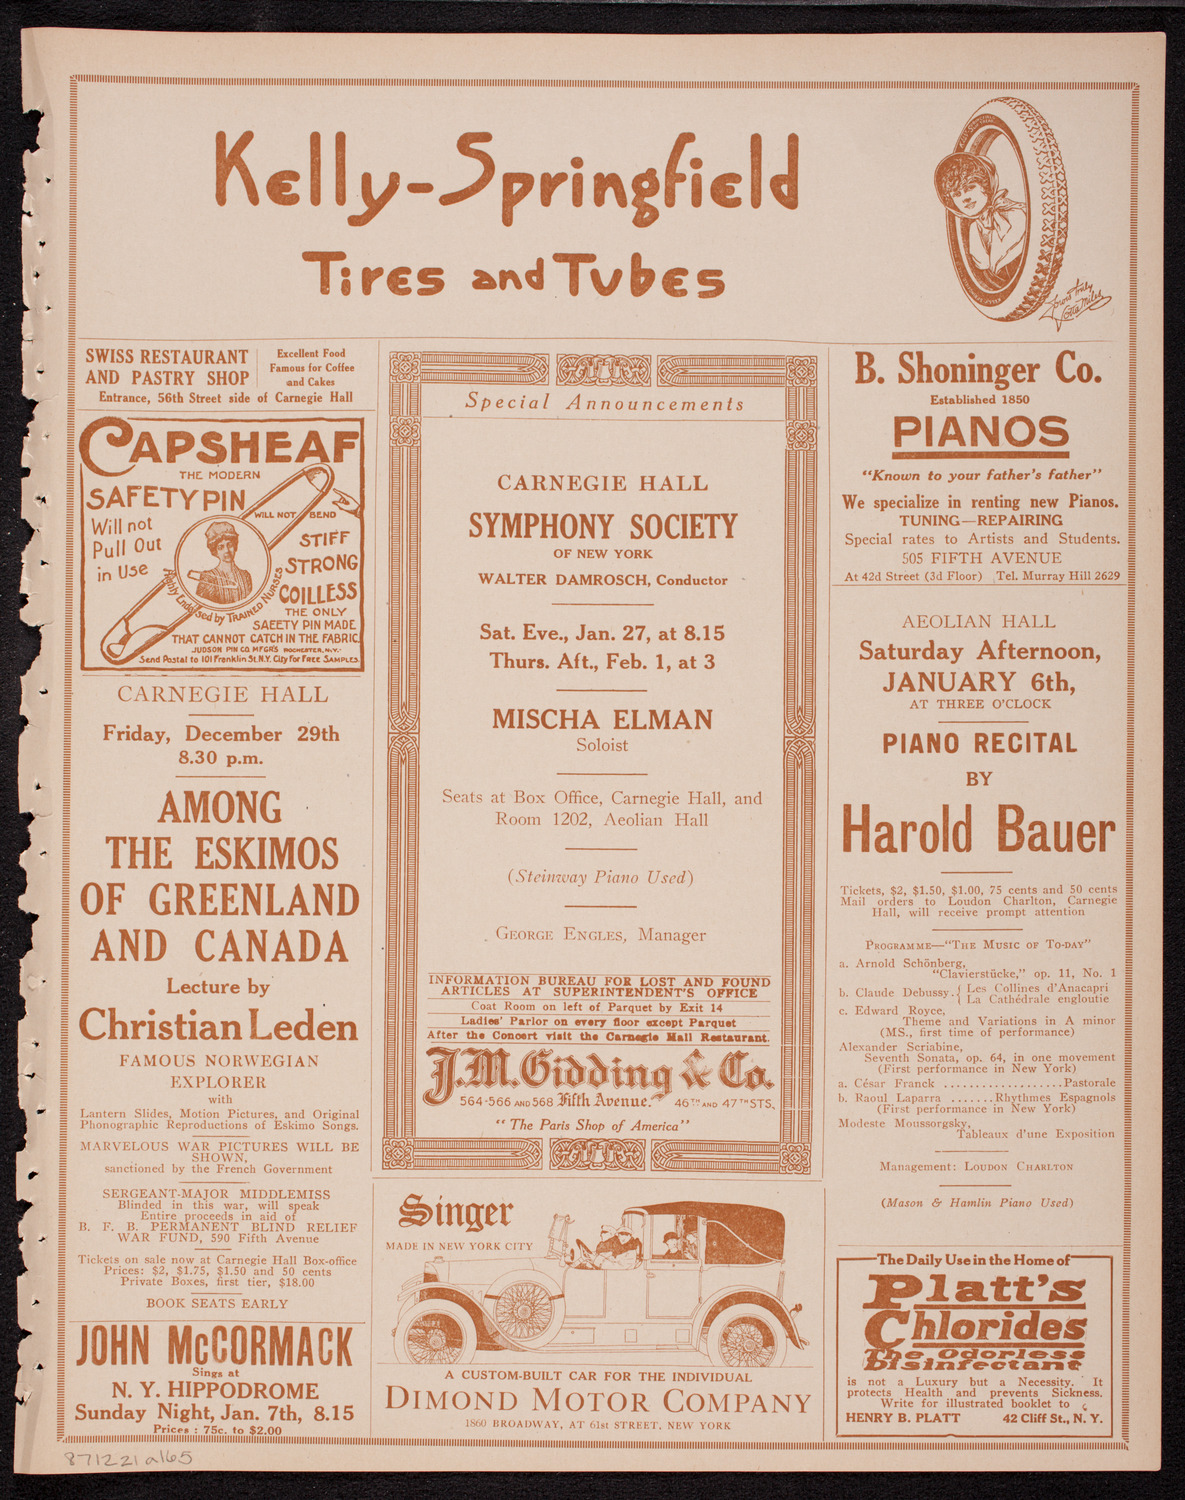 Kelly-Springfield
Tires and Tubes
Yours truly
Lotta Miles
SWISS RESTAURANT
AND PASTRY SHOP
Excellent Food
Famous for Coffee
and Cakes
Entrance, 56th Street side of Carnegie Hall
CAPSHEAF
THE MODERN
SAFETY PIN
WILL NOT BEND
Will not
Pull Out
in Use
STIFF
STRONG
COILLESS
Highly Endorsed by TRAINED NURSES
THE ONLY
SAFETY PIN MADE
THAT CANNOT CATCH IN THE FABRIC
JUDSON PIN CO. MFGRS ROCHESTER, N.Y.
Send Postal to 101 Franklin St. N.Y. City For FREE SAMPLES.
CARNEGIE HALL
Friday, December 29th
8.30 p.m.
AMONG
THE ESKIMOS
OF GREENLAND
AND CANADA
Lecture by
Christian Leden
FAMOUS NORWEGIAN
EXPLORER
with
Lantern Slides, Motion Pictures, and Original
Phonographic Reproductions of Eskimo Songs.
MARVELOUS WAR PICTURES WILL BE
SHOWN,
sanctioned by the French Government
SERGEANT-MAJOR MIDDLEMISS
Blinded in this war, will speak
Entire proceeds in aid of
B. F. B. PERMANENT BLIND RELIEF
WAR FUND, 590 Fifth Avenue
Tickets on sale now at Carnegie Hall Box-office
Prices: $2, $1.75, $1.50 and 50 cents
Private Boxes, first tier, $18.00
BOOK SEATS EARLY
JOHN McCORMACK
Sings at
N. Y. HIPPODROME
Sunday Night, Jan. 7th, 8.15
Prices : 75c. to $2.00
Special Announcements
CARNEGIE HALL
SYMPHONY SOCIETY
OF NEW YORK
WALTER DAMROSCH, Conductor
Sat. Eve., Jan. 27, at 8.15
Thurs. Aft., Feb. 1, at 3
MISCHA ELMAN
Soloist
Seats at Box Office, Carnegie Hall, and
Room 1202, Aeolian Hall
(Steinway Piano Used)
GEORGE ENGLES, Manager
INFORMATION BUREAU FOR LOST AND FOUND
ARTICLES AT SUPERINTENDENT'S OFFICE
Coat Room on left of Parquet by Exit 14
Ladies' Parlor on every floor except Parquet
After the Concert visit the Carnegie Hall Restaurant.
J.M. Gidding & Co.
564-566 AND 568 Fifth Avenue. 46TH AND 47TH STS.
"The Paris Shop of America"
Singer
MADE IN NEW YORK CITY
A CUSTOM-BUILT CAR FOR THE INDIVIDUAL
DIMOND MOTOR COMPANY
1860 BROADWAY, AT 61st STREET, NEW YORK
B. Shoninger Co.
Established 1850
PIANOS
"Known to your father's father"
We specialize in renting new Pianos.
TUNING—REPAIRING
Special rates to Artists and Students.
505 FIFTH AVENUE
At 42d Street (3d Floor) Tel. Murray Hill 2629
AEOLIAN HALL
Saturday Afternoon,
JANUARY 6th,
AT THREE O'CLOCK
PIANO RECITAL
BY
Harold Bauer
Tickets, $2, $1.50, $1.00, 75 cents and 50 cents
Mail orders to Loudon Charlton, Carnegie
Hall, will receive prompt attention
PROGRAMME—"THE MUSIC OF TO-DAY"
a. Arnold Schönberg,
"Clavierstücke," op. 11, No. 1
b. Claude Debussy. { Les Collines d'Anacapri
La Cathédrale engloutie
c. Edward Royce,
Theme and Variations in A minor
(MS., first time of performance)
Alexander Scriabine,
Seventh Sonata, op. 64, in one movement
(First performance in New York)
a. César Franck ..................Pastorale
b. Raoul Laparra .......Rhythmes Espagnols
(First performance in New York)
Modeste Moussorgsky,
Tableaux d'une Exposition
Management: LOUDON CHARLTON
(Mason & Hamlin Piano Used)
The Daily Use in the Home of
Platt's
Chlorides
The Odorless
Disinfectant
is not a Luxury but a Necessity. It
protects Health and prevents Sickness.
Write for illustrated booklet to
HENRY B. PLATT 42 Cliff St., N. Y.
871221a165